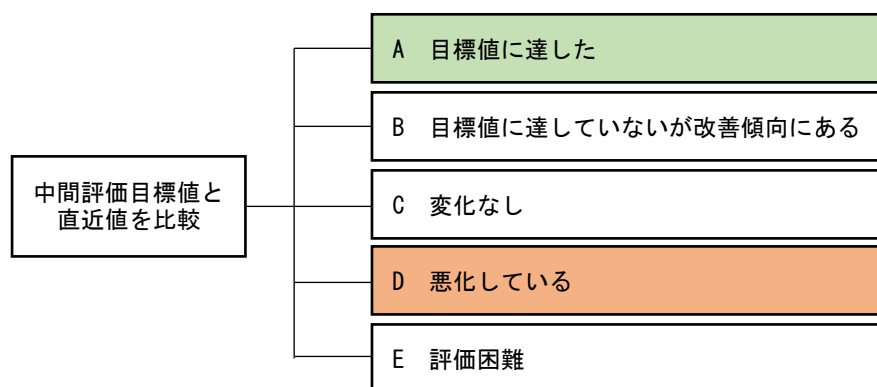 中間評価目標値と
直近値を比較
A 目標値に達した
B 目標値に達していないが改善傾向にある
C 変化なし
D 悪化している
E 評価困難